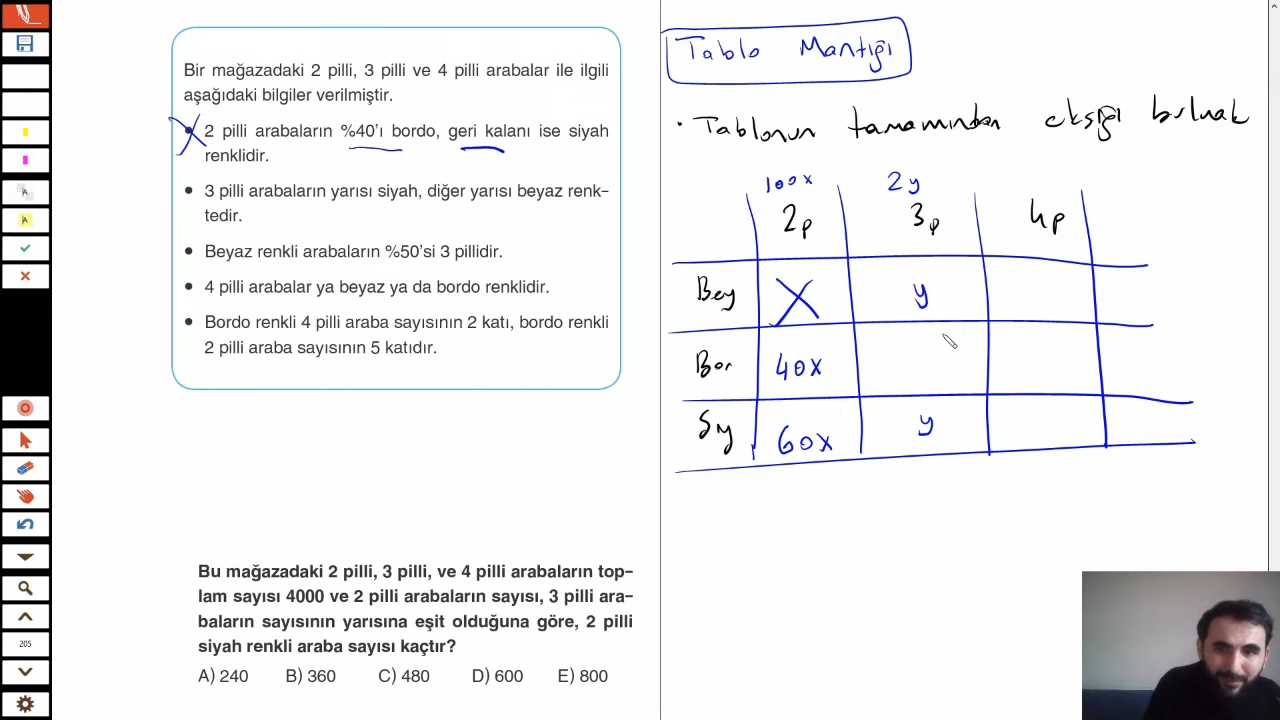 Bir mağazadaki 2 pilli, 3 pilli ve 4 pilli arabalar ile ilgili
aşağıdaki bilgiler verilmiştir.
• 2 pilli arabaların %40'ı bordo, geri kalanı ise siyah
renklidir.
• 3 pilli arabaların yarısı siyah, diğer yarısı beyaz renk-
tedir.
• Beyaz renkli arabaların %50'si 3 pillidir.
• 4 pilli arabalar ya beyaz ya da bordo renklidir.
• Bordo renkli 4 pilli araba sayısının 2 katı, bordo renkli
2 pilli araba sayısının 5 katıdır.
Bu mağazadaki 2 pilli, 3 pilli, ve 4 pilli arabaların top-
lam sayısı 4000 ve 2 pilli arabaların sayısı, 3 pilli ara-
baların sayısının yarısına eşit olduğuna göre, 2 pilli
siyah renkli araba sayısı kaçtır?
A) 240 B) 360 C) 480 D) 600 E) 800
Tablo Mantığı
• Tablonun tamamından eksiği bulmak
100x 2y
2p 3p 4p
Bey y
Bor 40x
Sy 60x y
A
A
205